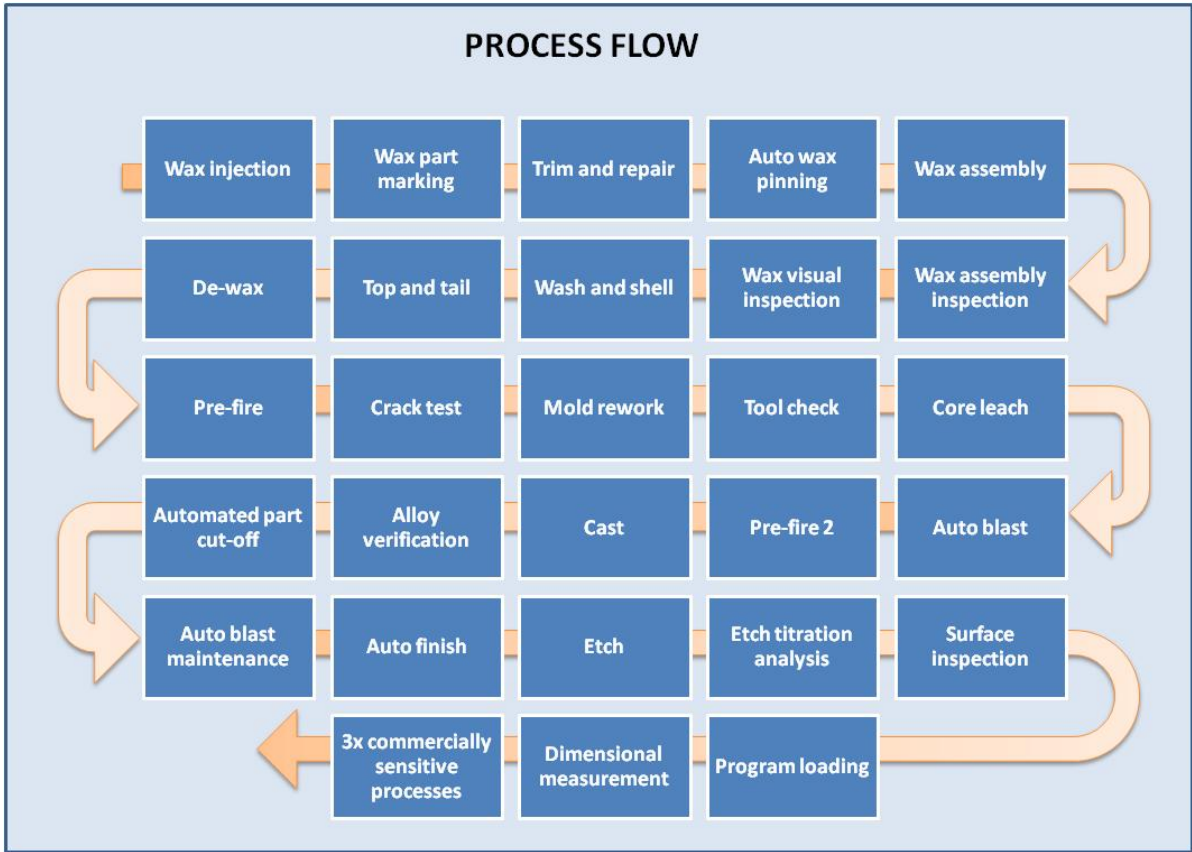 PROCESS FLOW
Wax injection
Wax part
marking
Trim and repair
Auto wax
pinning
Wax assembly
De-wax
Top and tail
Wash and shell
Wax visual
inspection
Wax assembly
inspection
Pre-fire
Crack test
Mold rework
Tool check
Core leach
Automated part
cut-off
Alloy
verification
Cast
Pre-fire 2
Auto blast
Auto blast
maintenance
Auto finish
Etch
Etch titration
analysis
Surface
inspection
3x commercially
sensitive
processes
Dimensional
measurement
Program loading